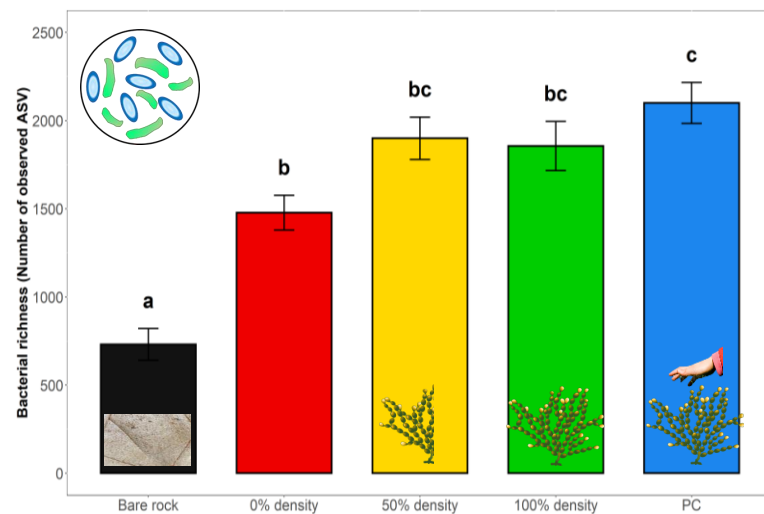 Bacterial richness (Number of observed ASV)
2500
2000
1500
1000
500
0
a
b
bc
bc
c
Bare rock
0% density
50% density
100% density
PC